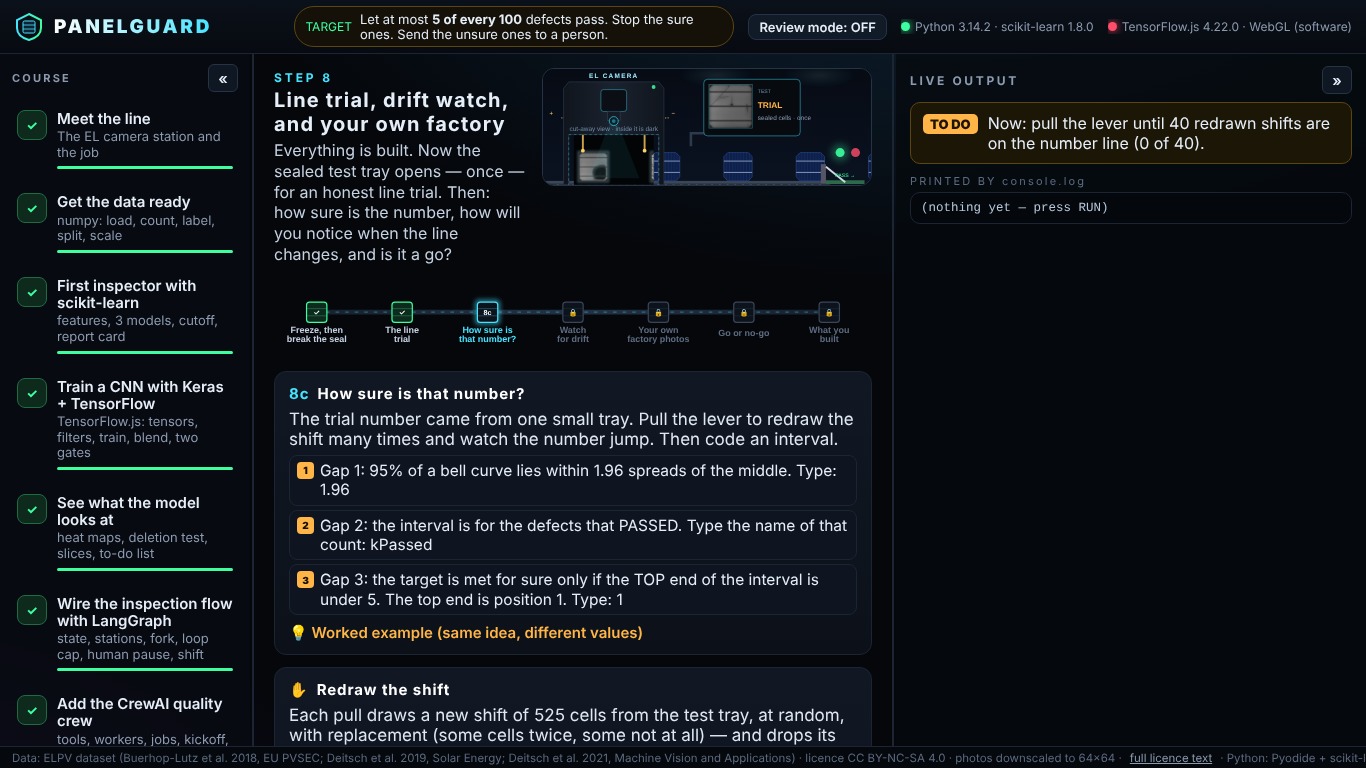 PANELGUARD
TARGET
Let at most 5 of every 100 defects pass. Stop the sure
ones. Send the unsure ones to a person.
Review mode: OFF
Python 3.14.2 · scikit-learn 1.8.0
TensorFlow.js 4.22.0 · WebGL (software)
COURSE
«
Meet the line
The EL camera station and
the job
Get the data ready
numpy: load, count, label,
split, scale
First inspector with
scikit-learn
features, 3 models, cutoff,
report card
Train a CNN with Keras
+ TensorFlow
TensorFlow.js: tensors,
filters, train, blend, two
gates
See what the model
looks at
heat maps, deletion test,
slices, to-do list
Wire the inspection flow
with LangGraph
state, stations, fork, loop
cap, human pause, shift
Add the CrewAI quality
crew
tools, workers, jobs, kickoff,
STEP 8
Line trial, drift watch,
and your own factory
Everything is built. Now the
sealed test tray opens — once —
for an honest line trial. Then:
how sure is the number, how will
you notice when the line
changes, and is it a go?
EL CAMERA
cut-away view · inside it is dark
TEST
TRIAL
sealed cells · once
PASS
Freeze, then
break the seal
The line
trial
8c
How sure is
that number?
Watch
for drift
Your own
factory photos
Go or no-go
What you
built
8c How sure is that number?
The trial number came from one small tray. Pull the lever to redraw the
shift many times and watch the number jump. Then code an interval.
1 Gap 1: 95% of a bell curve lies within 1.96 spreads of the middle. Type:
1.96
2 Gap 2: the interval is for the defects that PASSED. Type the name of that
count: kPassed
3 Gap 3: the target is met for sure only if the TOP end of the interval is
under 5. The top end is position 1. Type: 1
💡 Worked example (same idea, different values)
✋ Redraw the shift
Each pull draws a new shift of 525 cells from the test tray, at random,
with replacement (some cells twice, some not at all) — and drops its
LIVE OUTPUT
»
TO DO
Now: pull the lever until 40 redrawn shifts are
on the number line (0 of 40).
PRINTED BY console.log
(nothing yet — press RUN)
Data: ELPV dataset (Buerhop-Lutz et al. 2018, EU PVSEC; Deitsch et al. 2019, Solar Energy; Deitsch et al. 2021, Machine Vision and Applications) · licence CC BY-NC-SA 4.0 · photos downscaled to 64×64 · full licence text · Python: Pyodide + scikit-